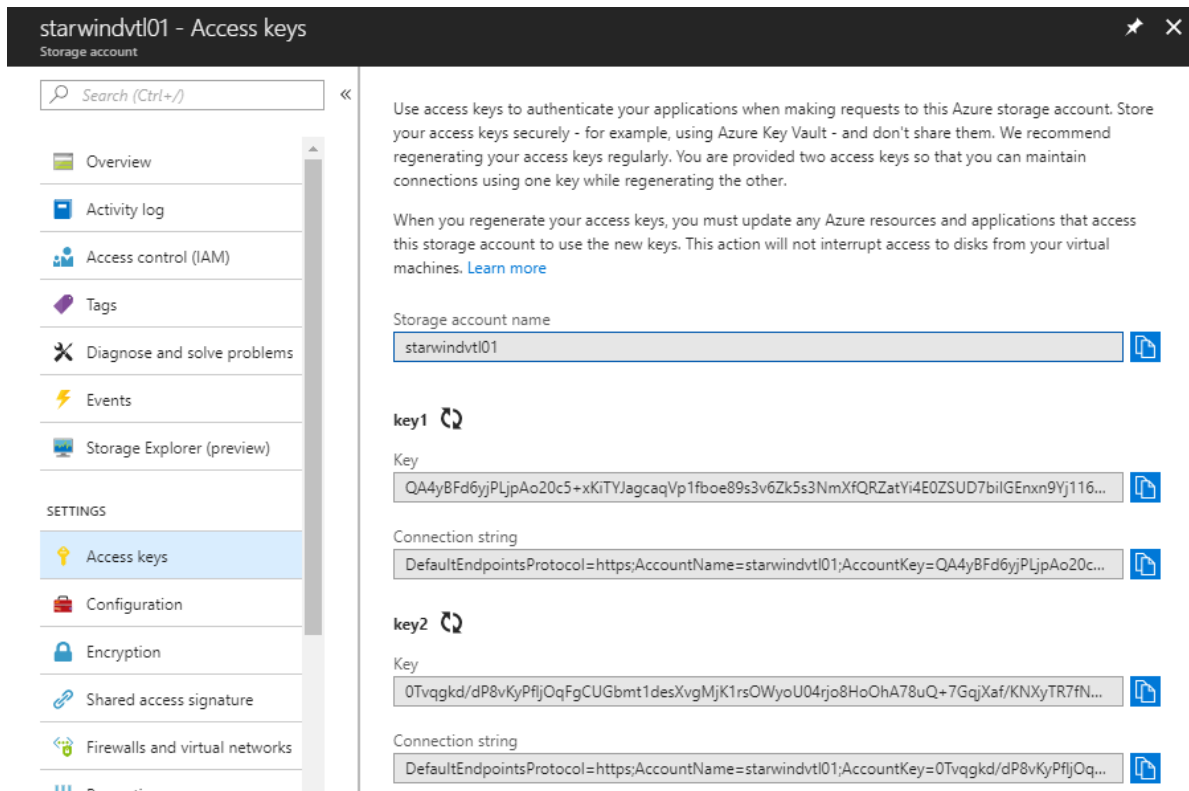 starwindvtl01 - Access keys
Storage account
Search (Ctrl+/)
Overview
Activity log
Access control (IAM)
Tags
Diagnose and solve problems
Events
Storage Explorer (preview)
SETTINGS
Access keys
Configuration
Encryption
Shared access signature
Firewalls and virtual networks
Use access keys to authenticate your applications when making requests to this Azure storage account. Store
your access keys securely - for example, using Azure Key Vault - and don't share them. We recommend
regenerating your access keys regularly. You are provided two access keys so that you can maintain
connections using one key while regenerating the other.
When you regenerate your access keys, you must update any Azure resources and applications that access
this storage account to use the new keys. This action will not interrupt access to disks from your virtual
machines. Learn more
Storage account name
starwindvtl01
key1
Key
QA4yBFd6yjPLjpAo20c5+xKiTYJagcaqVp1fboe89s3v6Zk5s3NmXfQRZatYi4E0ZSUD7bilGEnxn9Yj116...
Connection string
DefaultEndpointsProtocol=https;AccountName=starwindvtl01;AccountKey=QA4yBFd6yjPLjpAo20c...
key2
Key
0Tvqgkd/dP8vKyPfljOqFgCUGbmt1desXvgMjK1rsOWyoU04rjo8HoOhA78uQ+7GqjXaf/KNXyTR7fN...
Connection string
DefaultEndpointsProtocol=https;AccountName=starwindvtl01;AccountKey=0Tvqgkd/dP8vKyPfljOq...